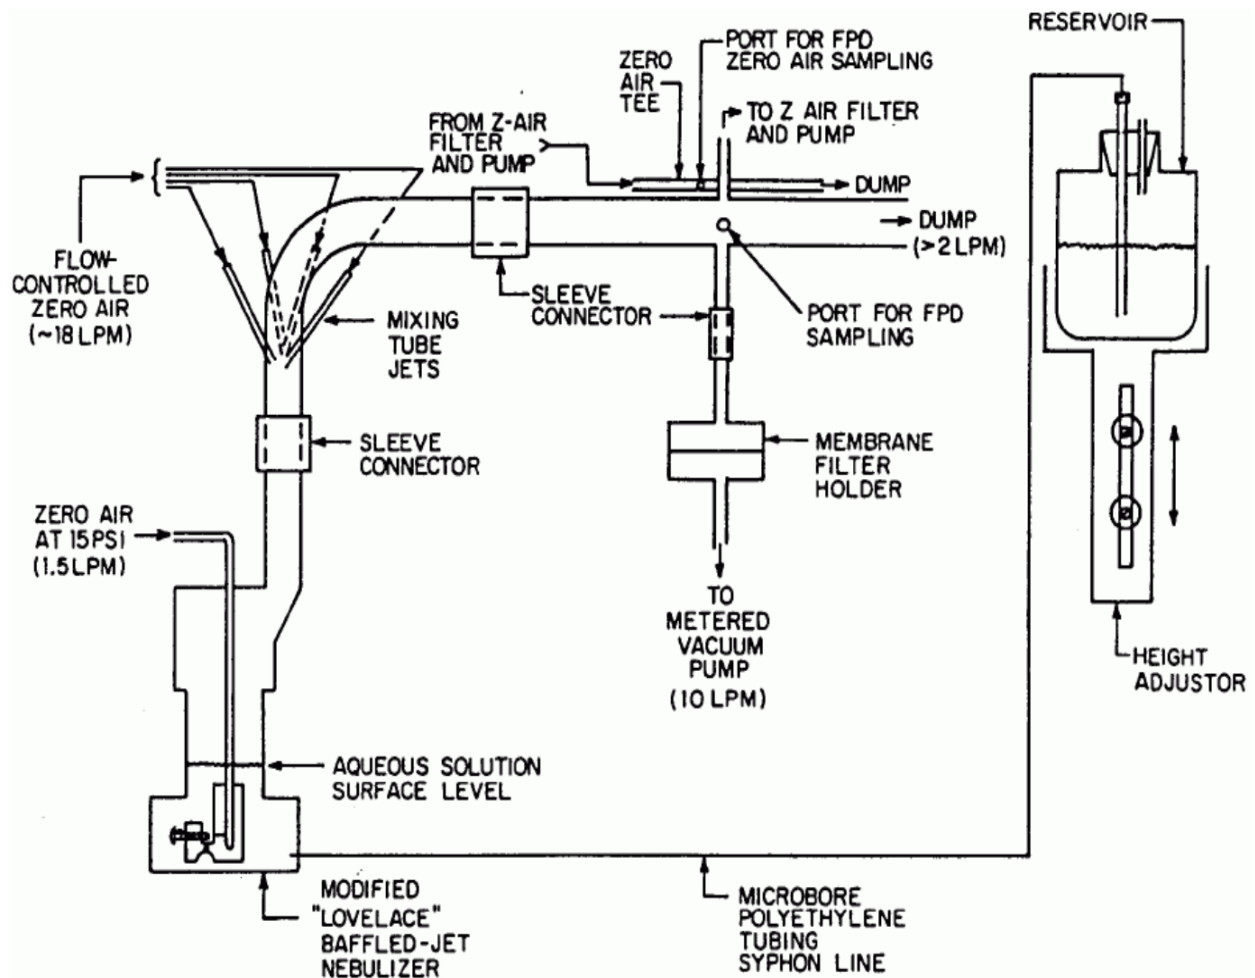 RESERVOIR
PORT FOR FPD
ZERO AIR SAMPLING
ZERO
AIR
TEE
TO Z AIR FILTER
AND PUMP
FROM Z-AIR
FILTER
AND PUMP
DUMP
DUMP
(>2 LPM)
FLOW-
CONTROLLED
ZERO AIR
(~18 LPM)
SLEEVE
CONNECTOR
PORT FOR FPD
SAMPLING
MIXING
TUBE
JETS
SLEEVE
CONNECTOR
MEMBRANE
FILTER
HOLDER
ZERO AIR
AT 15 PSI
(1.5 LPM)
TO
METERED
VACUUM
PUMP
(10 LPM)
HEIGHT
ADJUSTOR
AQUEOUS SOLUTION
SURFACE LEVEL
MODIFIED
"LOVELACE"
BAFFLED-JET
NEBULIZER
MICROBORE
POLYETHYLENE
TUBING
SYPHON LINE